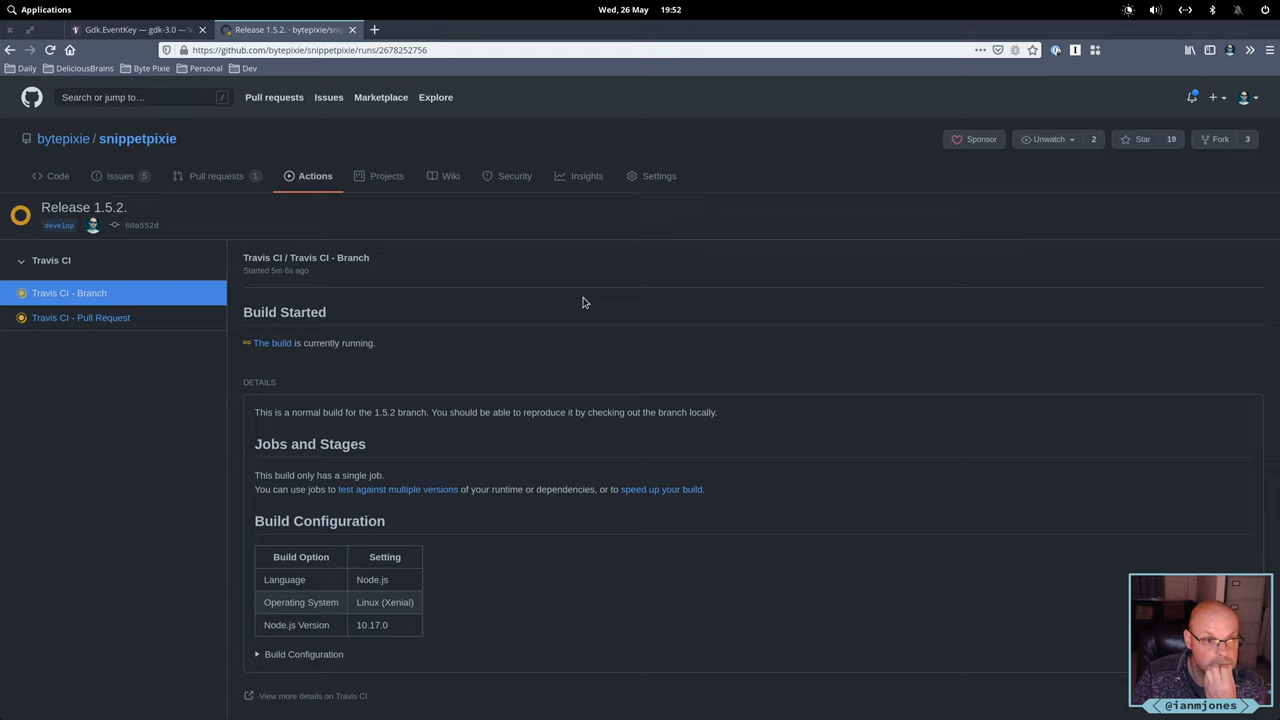 Applications
Wed, 26 May 19:52
Gdk.EventKey — gdk-3.0 —
Release 1.5.2. · bytepixie/snip
https://github.com/bytepixie/snippetpixie/runs/2678252756
Daily
DeliciousBrains
Byte Pixie
Personal
Dev
Search or jump to…
/
Pull requests
Issues
Marketplace
Explore
bytepixie / snippetpixie
Sponsor
Unwatch 2
Star 19
Fork 3
Code
Issues 5
Pull requests 1
Actions
Projects
Wiki
Security
Insights
Settings
Release 1.5.2.
develop
60a552d
Travis CI
Travis CI - Branch
Travis CI - Pull Request
Travis CI / Travis CI - Branch
Started 5m 6s ago
Build Started
The build is currently running.
DETAILS
This is a normal build for the 1.5.2 branch. You should be able to reproduce it by checking out the branch locally.
Jobs and Stages
This build only has a single job.
You can use jobs to test against multiple versions of your runtime or dependencies, or to speed up your build.
Build Configuration
Build Option Setting
Language Node.js
Operating System Linux (Xenial)
Node.js Version 10.17.0
Build Configuration
View more details on Travis CI
@ianmjones